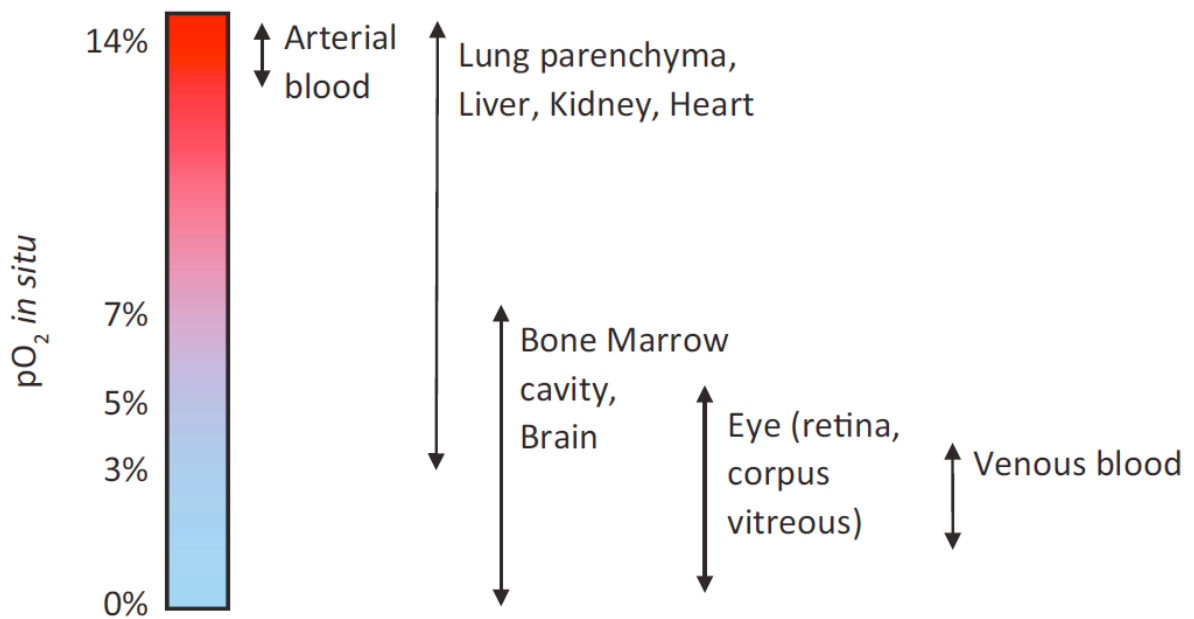 pO2 in situ
14%
7%
5%
3%
0%
Arterial
blood
Lung parenchyma,
Liver, Kidney, Heart
Bone Marrow
cavity,
Brain
Eye (retina,
corpus
vitreous)
Venous blood